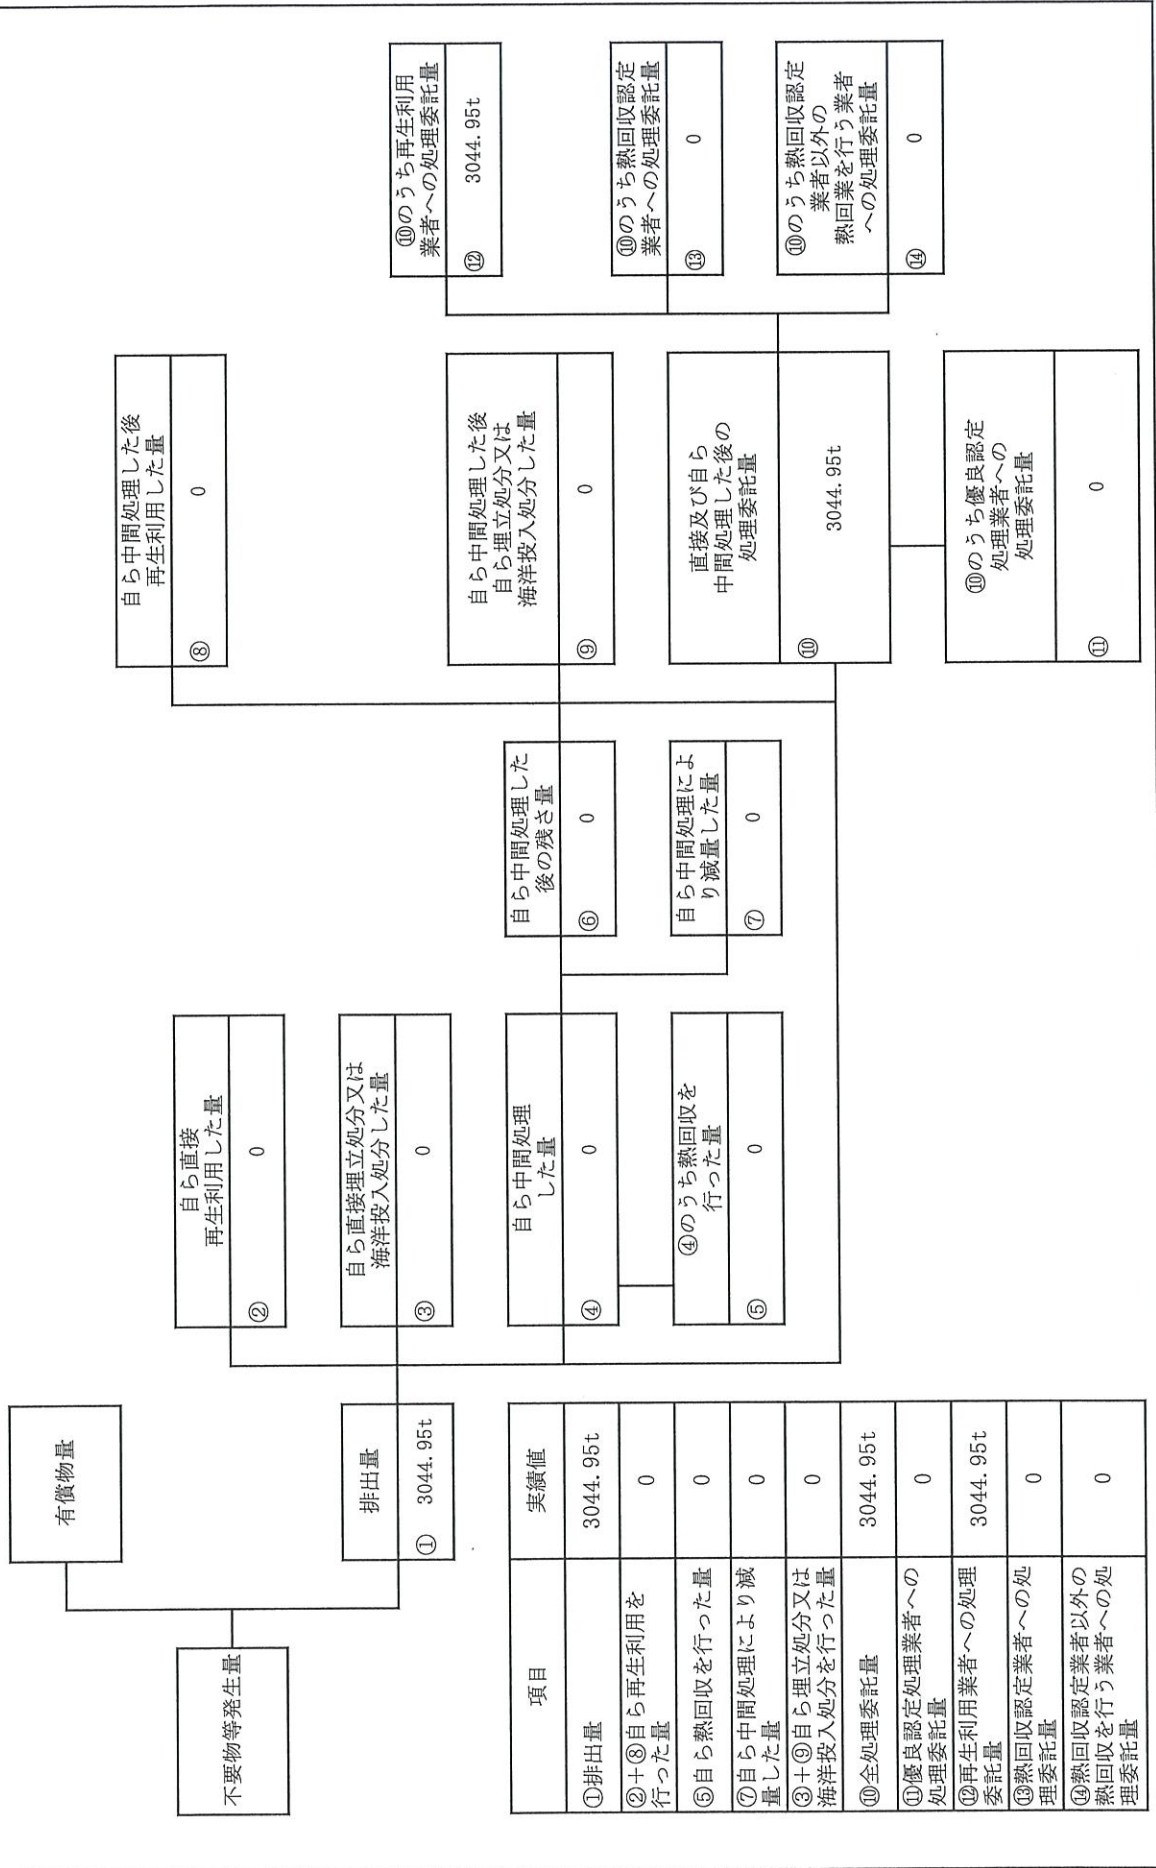 不要物等発生量
有償物量
排出量
① 3044.95t
自ら直接
再生利用した量
② 0
自ら直接埋立処分又は
海洋投入処分した量
③ 0
自ら中間処理
した量
④ 0
④のうち熱回収を
行った量
⑤ 0
自ら中間処理した
後の残さ量
⑥ 0
自ら中間処理によ
り減量した量
⑦ 0
自ら中間処理した後
再生利用した量
⑧ 0
自ら中間処理した後
自ら埋立処分又は
海洋投入処分した量
⑨ 0
直接及び自ら
中間処理した後の
処理委託量
⑩ 3044.95t
⑩のうち優良認定
処理業者への
処理委託量
⑪ 0
⑩のうち再生利用
業者への処理委託量
⑫ 3044.95t
⑩のうち熱回収認定
業者への処理委託量
⑬ 0
⑩のうち熱回収認定
業者以外の
熱回業を行う業者
への処理委託量
⑭ 0
項目 実績値
①排出量 3044.95t
②+⑧自ら再生利用を
行った量 0
⑤自ら熱回収を行った量 0
⑦自ら中間処理により減
量した量 0
③+⑨自ら埋立処分又は
海洋投入処分を行った量 0
⑩全処理委託量 3044.95t
⑪優良認定処理業者への
処理委託量 0
⑫再生利用業者への処理
委託量 3044.95t
⑬熱回収認定業者への処
理委託量 0
⑭熱回収認定業者以外の
熱回収を行う業者への処
理委託量 0